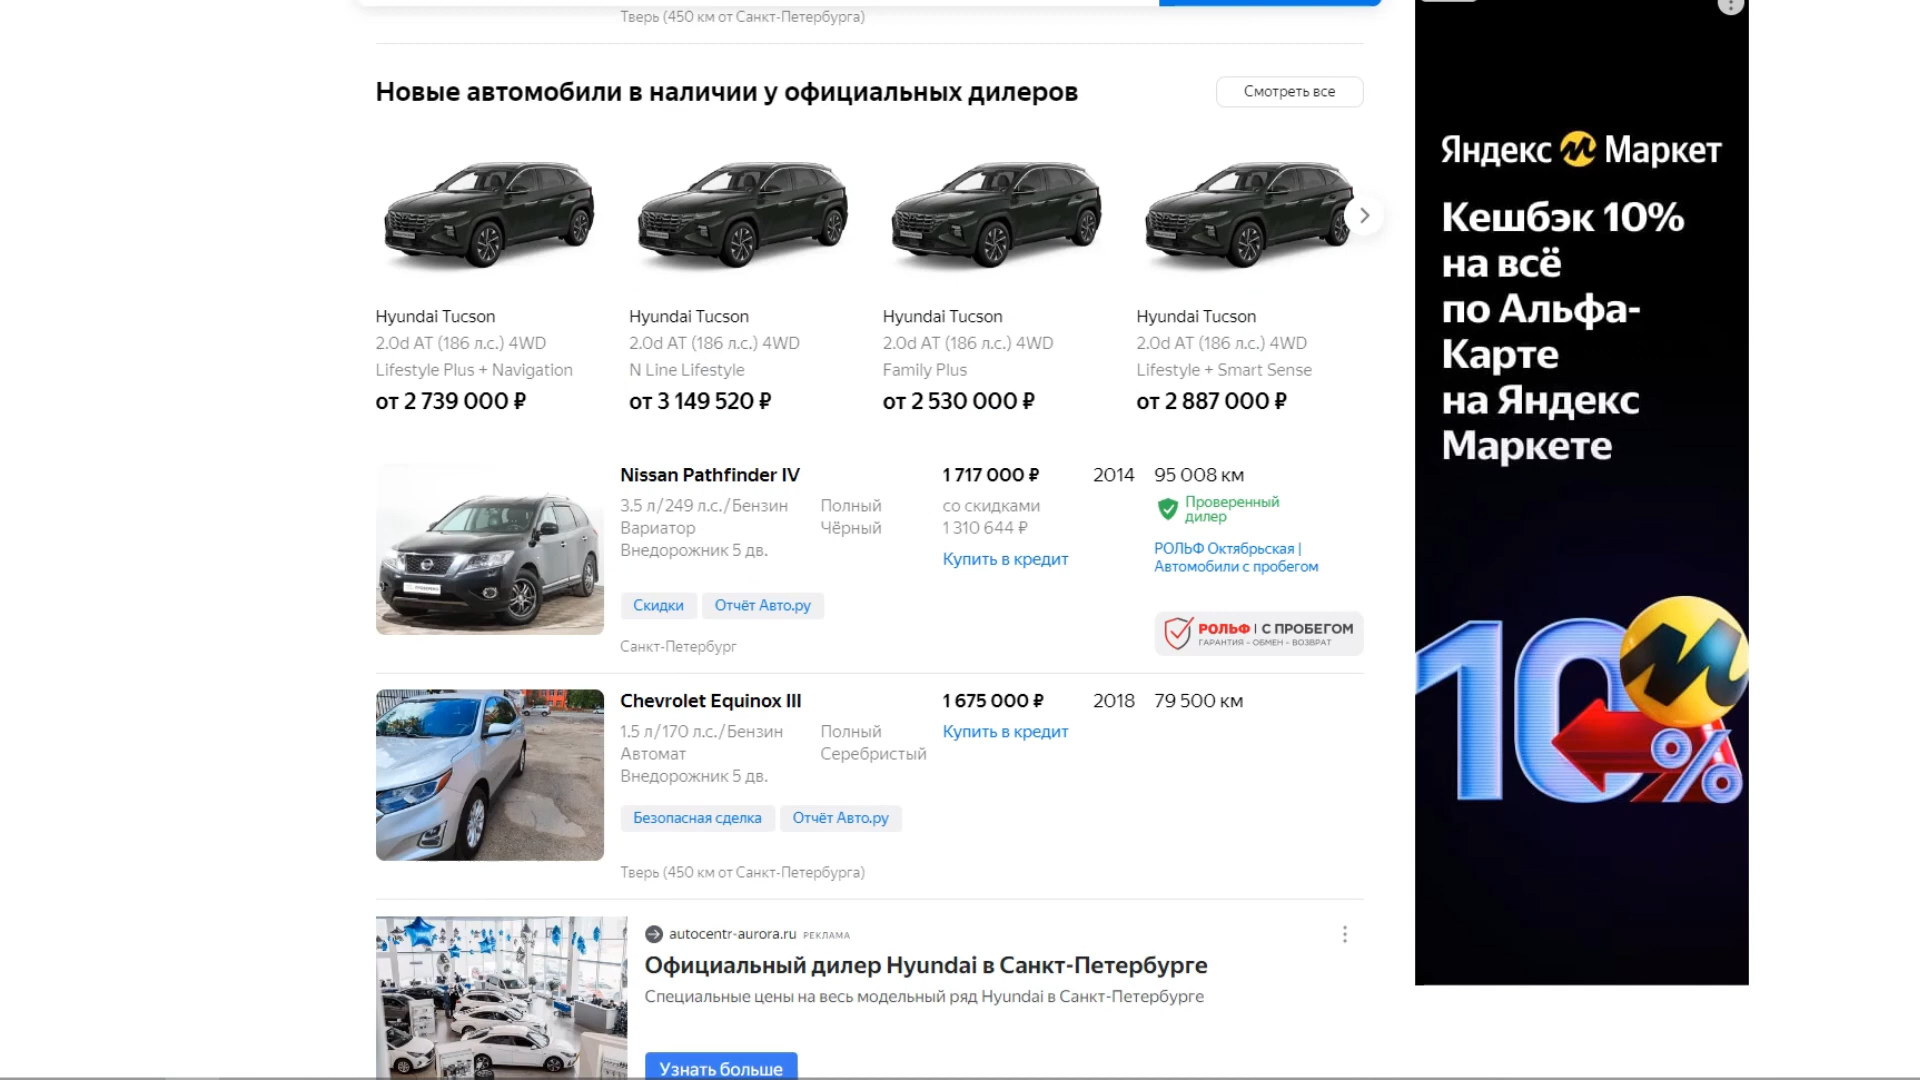 Тверь (450 км от Санкт-Петербурга)
Новые автомобили в наличии у официальных дилеров
Смотреть все
Hyundai Tucson
2.0d AT (186 л.с.) 4WD
Lifestyle Plus + Navigation
от 2 739 000 ₽
Hyundai Tucson
2.0d AT (186 л.с.) 4WD
N Line Lifestyle
от 3 149 520 ₽
Hyundai Tucson
2.0d AT (186 л.с.) 4WD
Family Plus
от 2 530 000 ₽
Hyundai Tucson
2.0d AT (186 л.с.) 4WD
Lifestyle + Smart Sense
от 2 887 000 ₽
Nissan Pathfinder IV
3.5 л/249 л.с./Бензин
Вариатор
Внедорожник 5 дв.
Полный
Чёрный
1 717 000 ₽
со скидками
1 310 644 ₽
Купить в кредит
2014
95 008 км
Проверенный
дилер
РОЛЬФ Октябрьская |
Автомобили с пробегом
Скидки
Отчёт Авто.ру
Санкт-Петербург
РОЛЬФ | С ПРОБЕГОМ
ГАРАНТИЯ - ОБМЕН - ВОЗВРАТ
Chevrolet Equinox III
1.5 л/170 л.с./Бензин
Автомат
Внедорожник 5 дв.
Полный
Серебристый
1 675 000 ₽
Купить в кредит
2018
79 500 км
Безопасная сделка
Отчёт Авто.ру
Тверь (450 км от Санкт-Петербурга)
autocentr-aurora.ru РЕКЛАМА
Официальный дилер Hyundai в Санкт-Петербурге
Специальные цены на весь модельный ряд Hyundai в Санкт-Петербурге
Узнать больше
Яндекс Маркет
Кешбэк 10%
на всё
по Альфа-
Карте
на Яндекс
Маркете
10
%